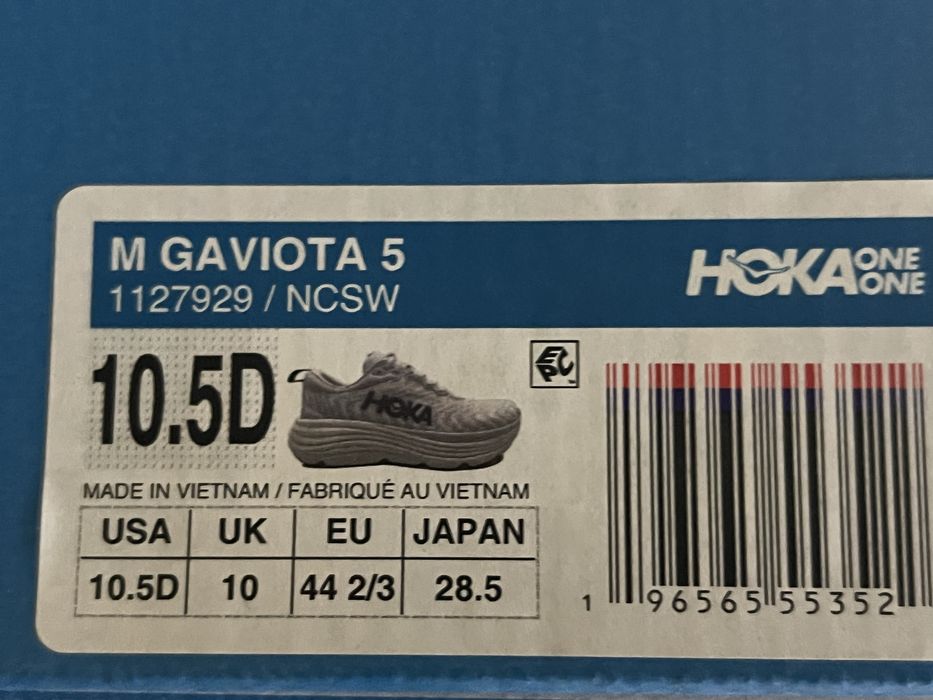 M GAVIOTA 5
1127929 / NCSW
HOKA ONE ONE
10.5D
HOKA
EPC
MADE IN VIETNAM / FABRIQUÉ AU VIETNAM
USA UK EU JAPAN
10.5D 10 44 2/3 28.5
1 96565 55352